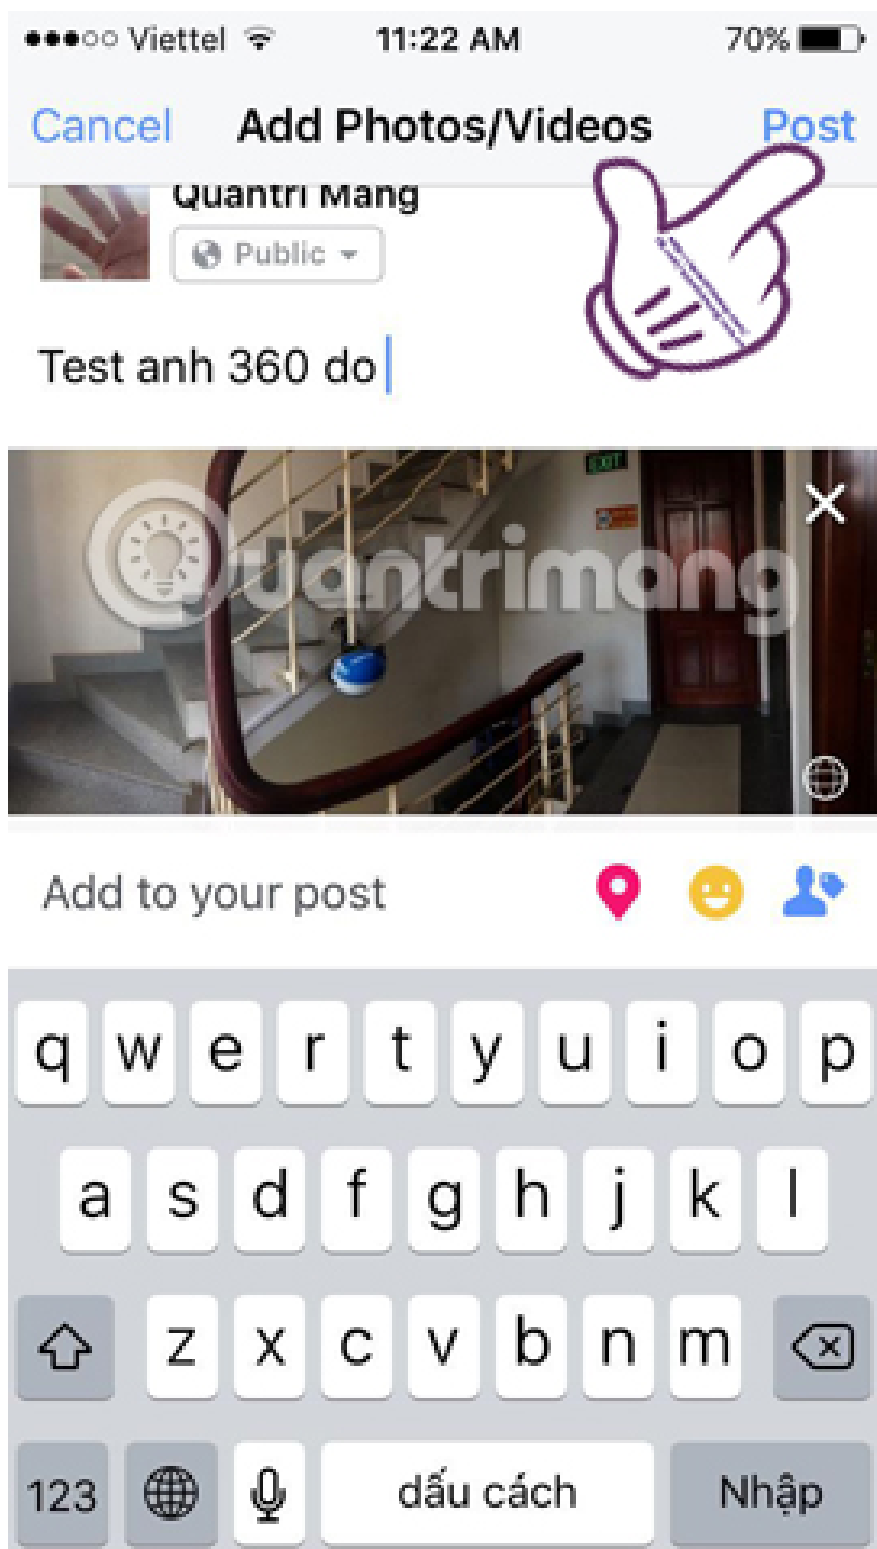 Viettel 11:22 AM 70%
Cancel Add Photos/Videos Post
Quantri Mang
Public
Test anh 360 do
EXIT
Quantrimang
Add to your post
q w e r t y u i o p
a s d f g h j k l
z x c v b n m
123 dấu cách Nhập